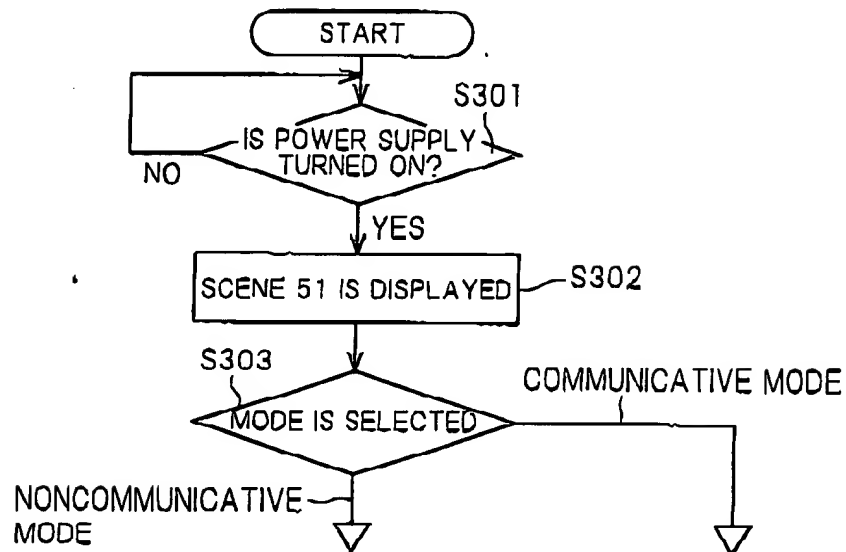 START
S301
IS POWER SUPPLY
TURNED ON?
NO
YES
SCENE 51 IS DISPLAYED
S302
S303
COMMUNICATIVE MODE
MODE IS SELECTED
NONCOMMUNICATIVE
MODE